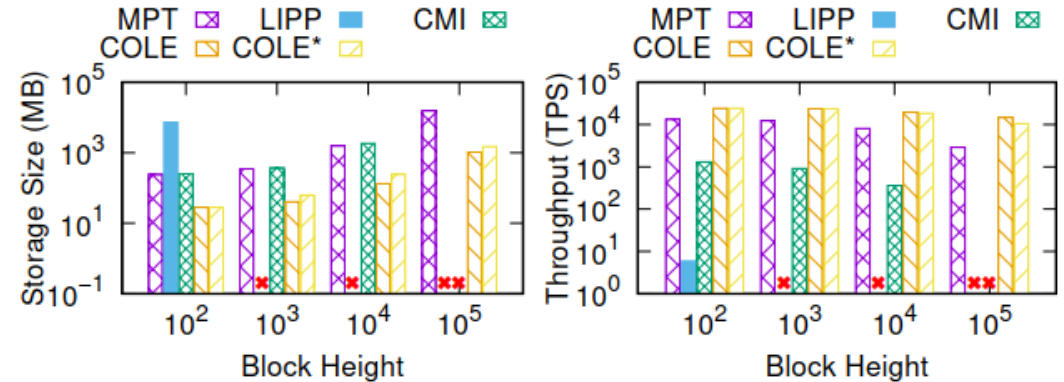 MPT LIPP CMI
COLE COLE*
Storage Size (MB)
10^5
10^3
10^1
10^-1
10^2 10^3 10^4 10^5
Block Height
MPT LIPP CMI
COLE COLE*
Throughput (TPS)
10^5
10^4
10^3
10^2
10^1
10^0
10^2 10^3 10^4 10^5
Block Height